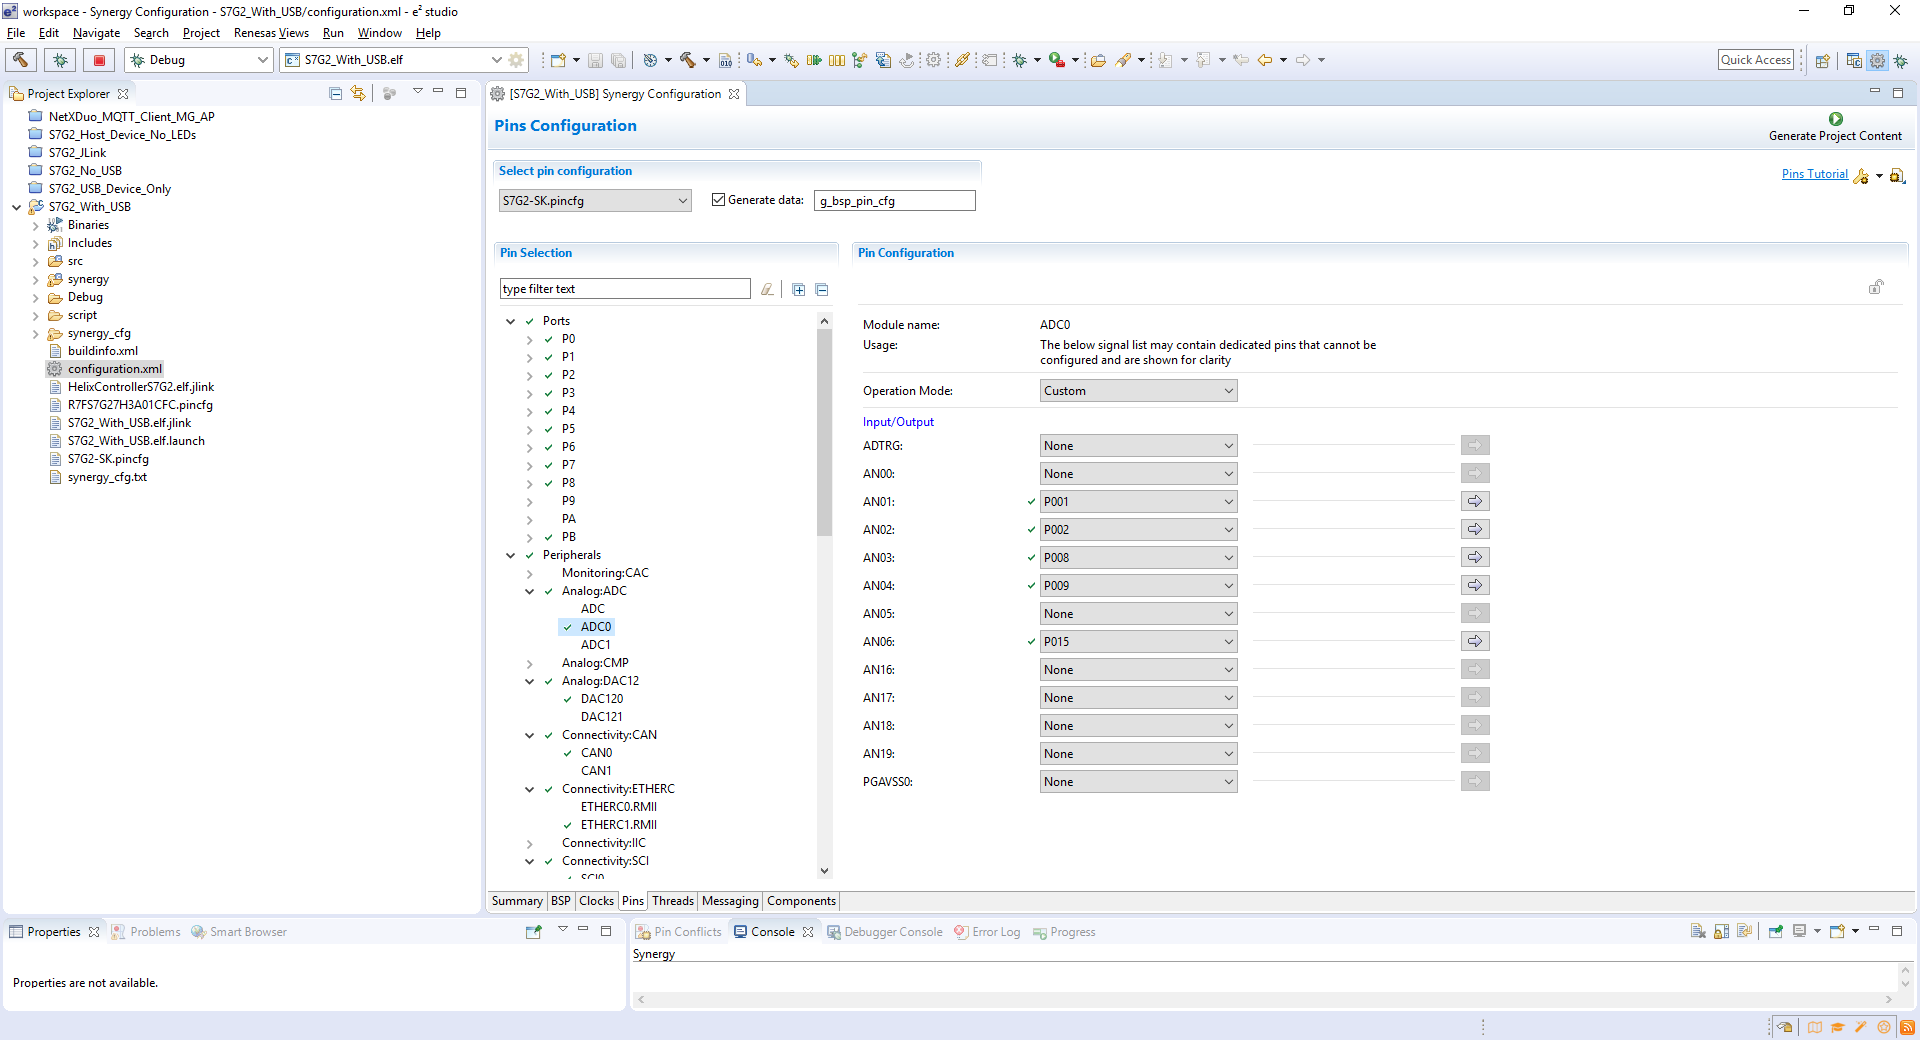 workspace - Synergy Configuration - S7G2_With_USB/configuration.xml - e² studio
File Edit Navigate Search Project Renesas Views Run Window Help
Debug
S7G2_With_USB.elf
Quick Access
Project Explorer
NetXDuo_MQTT_Client_MG_AP
S7G2_Host_Device_No_LEDs
S7G2_JLink
S7G2_No_USB
S7G2_USB_Device_Only
S7G2_With_USB
Binaries
Includes
src
synergy
Debug
script
synergy_cfg
buildinfo.xml
configuration.xml
HelixControllerS7G2.elf.jlink
R7FS7G27H3A01CFC.pincfg
S7G2_With_USB.elf.jlink
S7G2_With_USB.elf.launch
S7G2-SK.pincfg
synergy_cfg.txt
[S7G2_With_USB] Synergy Configuration
Pins Configuration
Generate Project Content
Select pin configuration
Pins Tutorial
S7G2-SK.pincfg
Generate data:
g_bsp_pin_cfg
Pin Selection
type filter text
Ports
P0
P1
P2
P3
P4
P5
P6
P7
P8
P9
PA
PB
Peripherals
Monitoring:CAC
Analog:ADC
ADC
ADC0
ADC1
Analog:CMP
Analog:DAC12
DAC120
DAC121
Connectivity:CAN
CAN0
CAN1
Connectivity:ETHERC
ETHERC0.RMII
ETHERC1.RMII
Connectivity:IIC
Connectivity:SCI
SCI0
Pin Configuration
Module name: ADC0
Usage: The below signal list may contain dedicated pins that cannot be
configured and are shown for clarity
Operation Mode: Custom
Input/Output
ADTRG: None
AN00: None
AN01: P001
AN02: P002
AN03: P008
AN04: P009
AN05: None
AN06: P015
AN16: None
AN17: None
AN18: None
AN19: None
PGAVSS0: None
Summary BSP Clocks Pins Threads Messaging Components
Properties Problems Smart Browser
Properties are not available.
Pin Conflicts Console Debugger Console Error Log Progress
Synergy